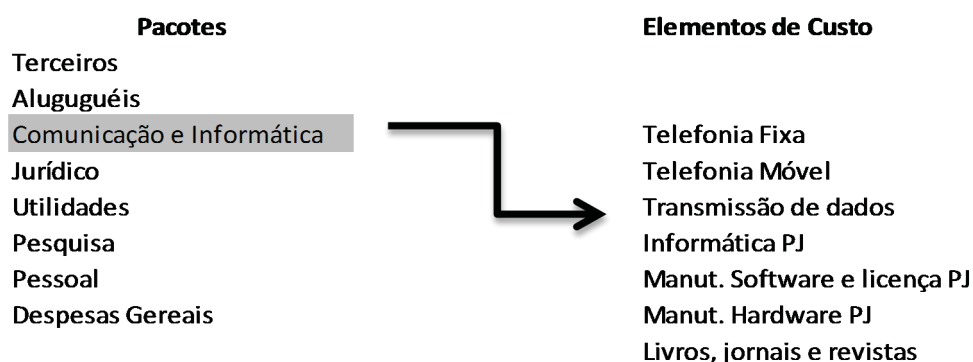 Pacotes
Terceiros
Aluguguéis
Comunicação e Informática
Jurídico
Utilidades
Pesquisa
Pessoal
Despesas Gereais
Elementos de Custo
Telefonia Fixa
Telefonia Móvel
Transmissão de dados
Informática PJ
Manut. Software e licença PJ
Manut. Hardware PJ
Livros, jornais e revistas